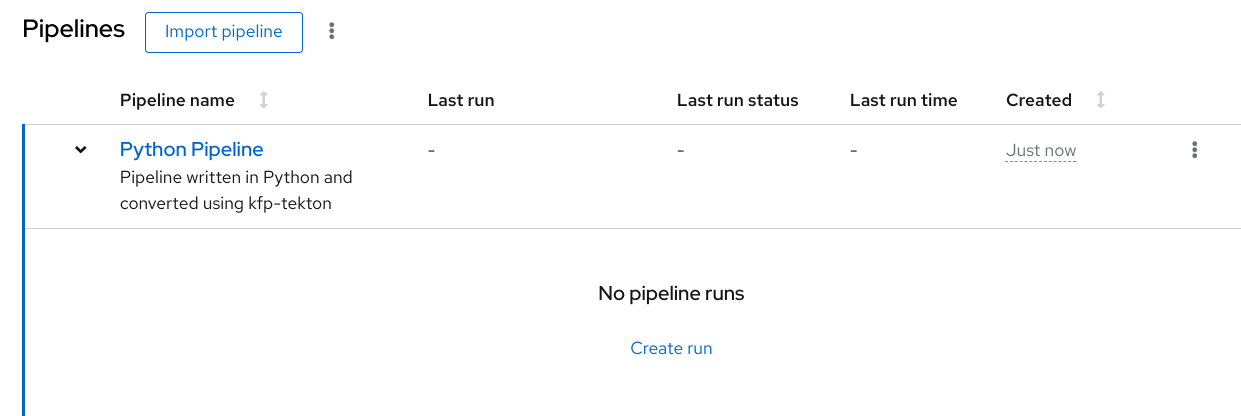 Pipelines Import pipeline
Pipeline name Last run Last run status Last run time Created
Python Pipeline - - - Just now
Pipeline written in Python and
converted using kfp-tekton
No pipeline runs
Create run